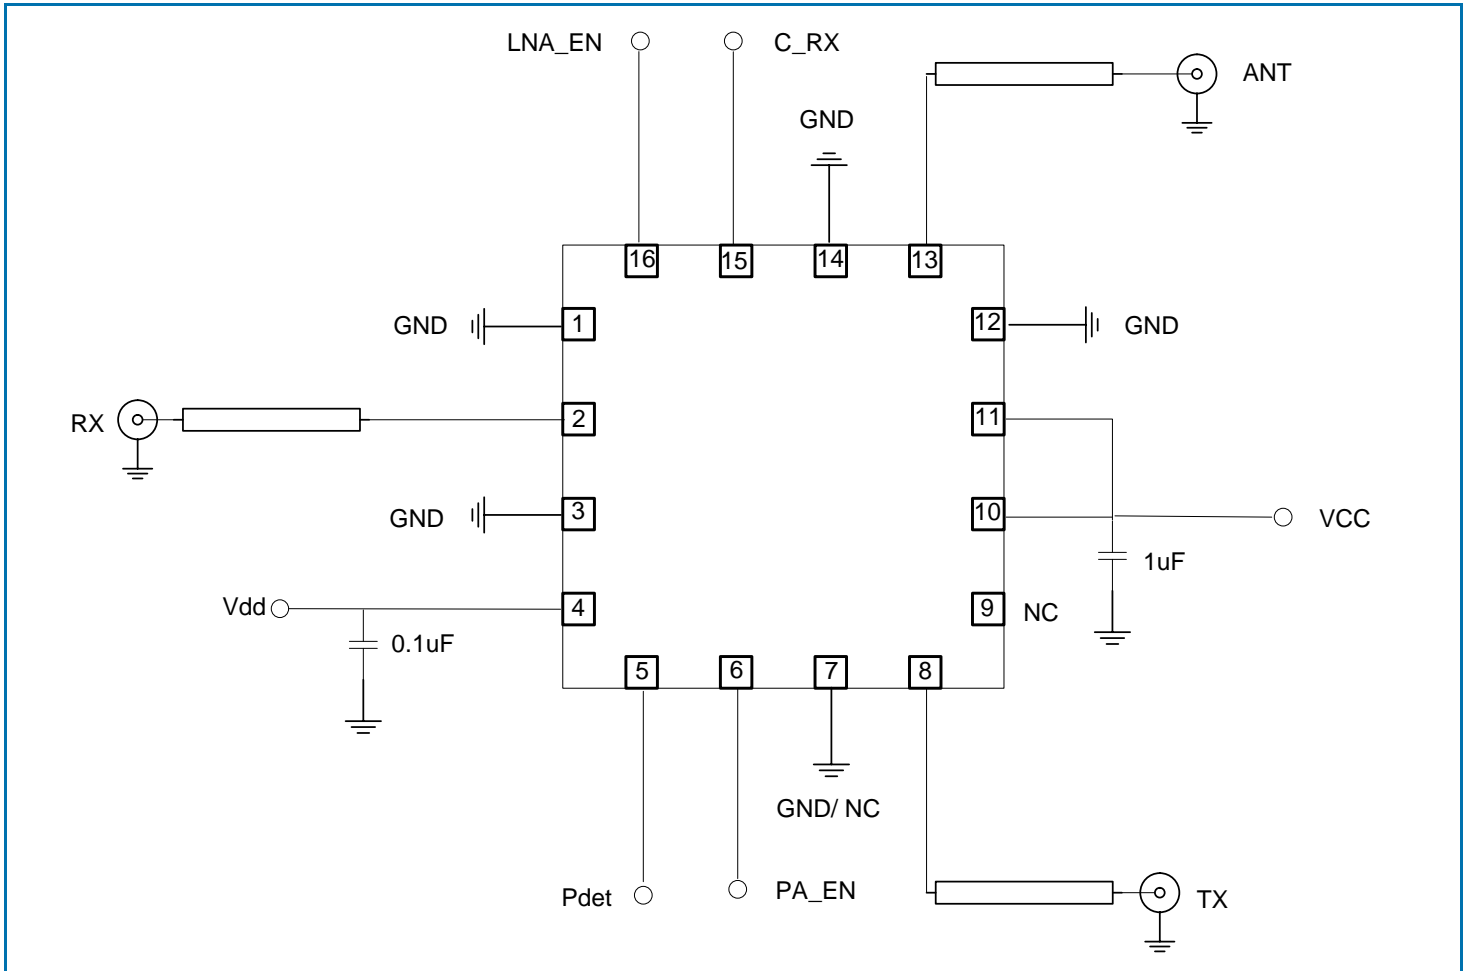 LNA_EN
C_RX
ANT
GND
16
15
14
13
GND
1
12
GND
RX
2
11
GND
3
10
VCC
1uF
Vdd
4
9
NC
0.1uF
5
6
7
8
GND/ NC
Pdet
PA_EN
TX